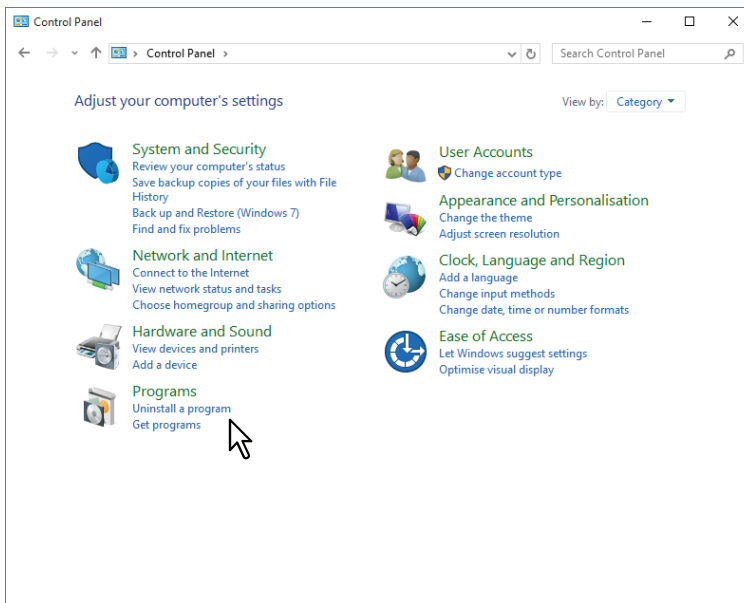 Control Panel
Control Panel
Search Control Panel
Adjust your computer's settings
View by: Category
System and Security
Review your computer's status
Save backup copies of your files with File
History
Back up and Restore (Windows 7)
Find and fix problems
Network and Internet
Connect to the Internet
View network status and tasks
Choose homegroup and sharing options
Hardware and Sound
View devices and printers
Add a device
Programs
Uninstall a program
Get programs
User Accounts
Change account type
Appearance and Personalisation
Change the theme
Adjust screen resolution
Clock, Language and Region
Add a language
Change input methods
Change date, time or number formats
Ease of Access
Let Windows suggest settings
Optimise visual display